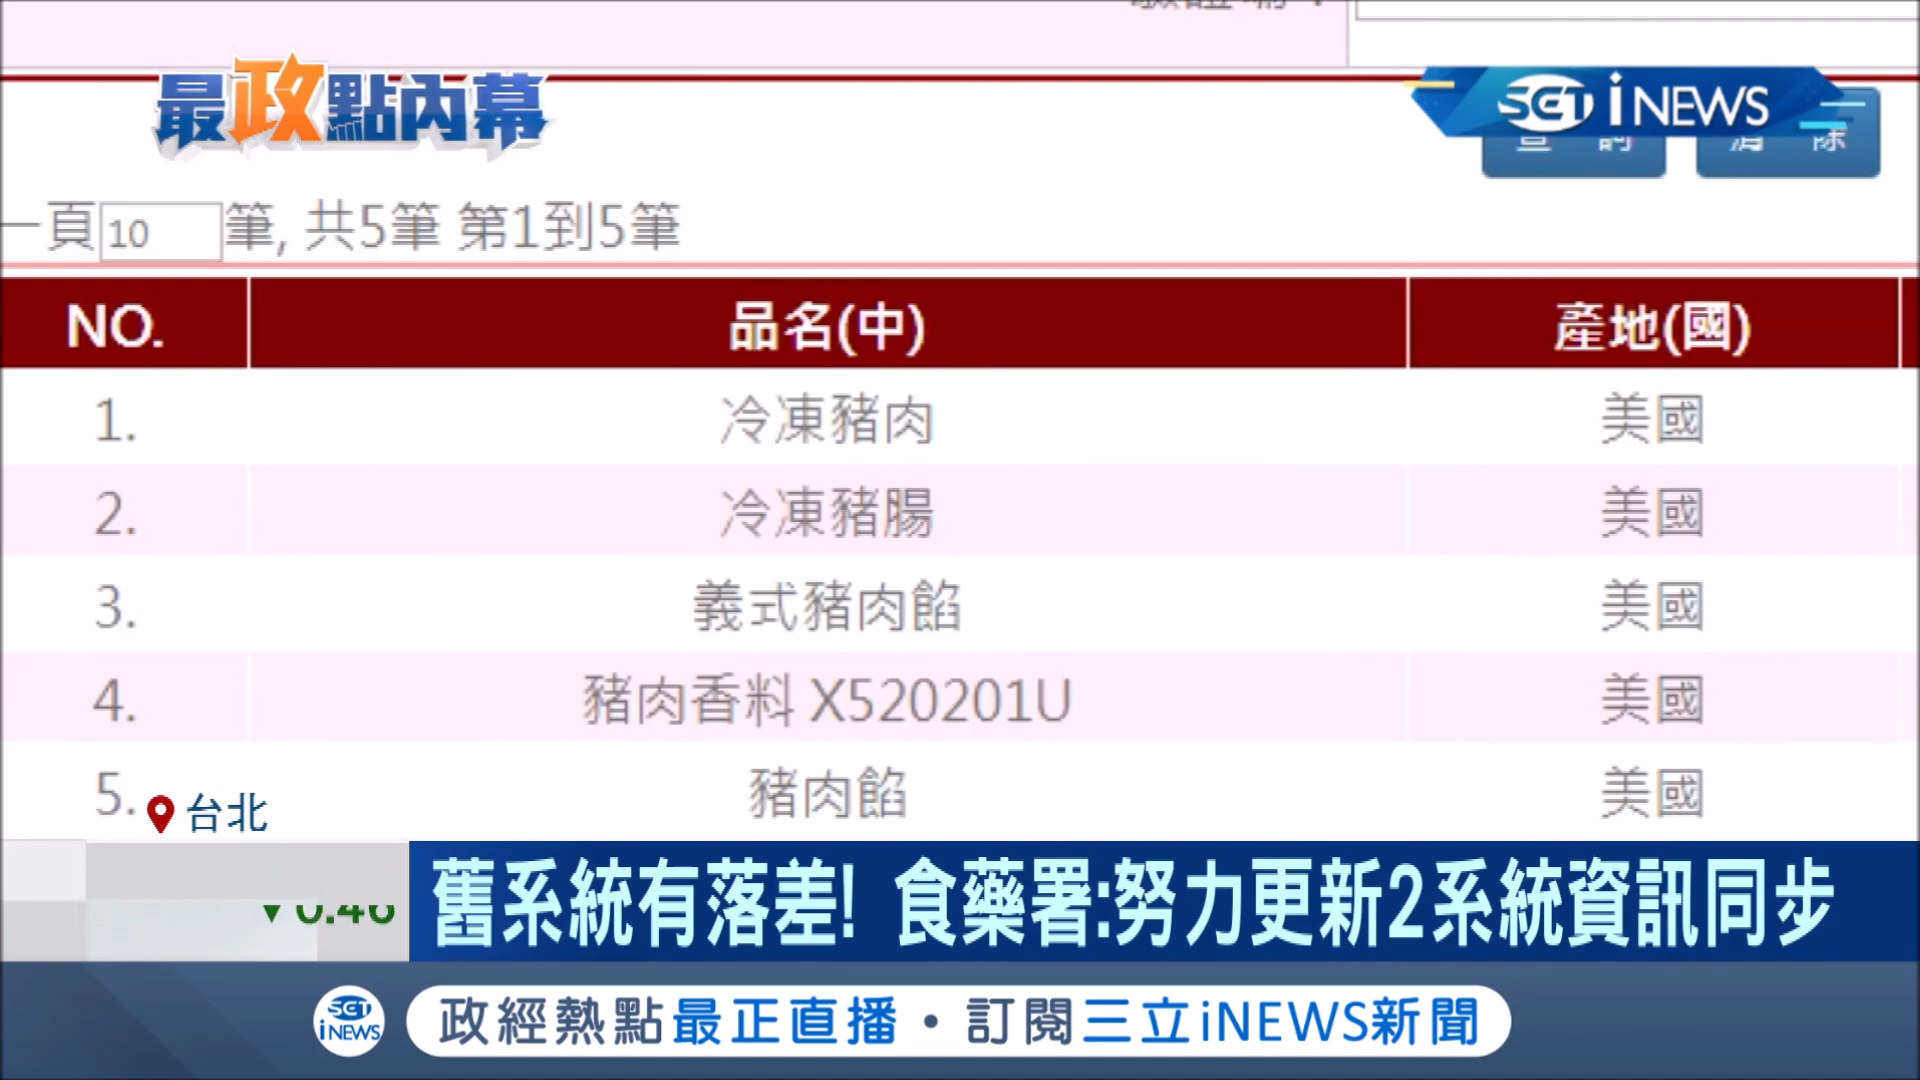 最政點內幕
SET iNEWS
查 詢
清 除
一頁 10 筆, 共5筆 第1到5筆
NO. 品名(中) 產地(國)
1. 冷凍豬肉 美國
2. 冷凍豬腸 美國
3. 義式豬肉餡 美國
4. 豬肉香料 X520201U 美國
5. 豬肉餡 美國
台北
舊系統有落差! 食藥署:努力更新2系統資訊同步
SET iNEWS
政經熱點最正直播・訂閱三立iNEWS新聞